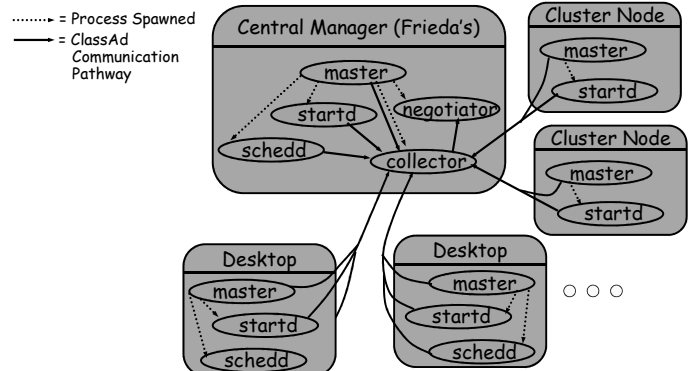 = Process Spawned
= ClassAd
Communication
Pathway
Central Manager (Frieda's)
master
startd
negotiator
schedd
collector
Cluster Node
master
startd
Cluster Node
master
startd
Desktop
master
startd
schedd
Desktop
master
startd
schedd